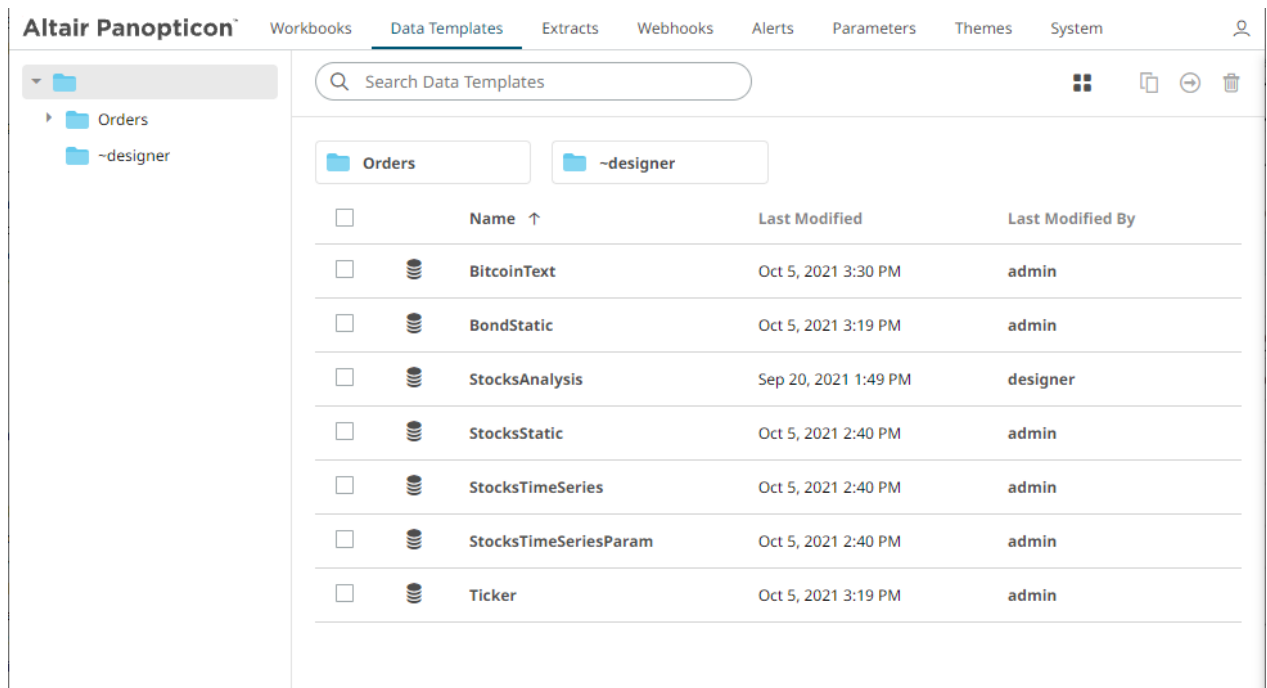 Altair Panopticon™ Workbooks Data Templates Extracts Webhooks Alerts Parameters Themes System
Search Data Templates
Orders
~designer
Orders ~designer
Name ↑ Last Modified Last Modified By
BitcoinText Oct 5, 2021 3:30 PM admin
BondStatic Oct 5, 2021 3:19 PM admin
StocksAnalysis Sep 20, 2021 1:49 PM designer
StocksStatic Oct 5, 2021 2:40 PM admin
StocksTimeSeries Oct 5, 2021 2:40 PM admin
StocksTimeSeriesParam Oct 5, 2021 2:40 PM admin
Ticker Oct 5, 2021 3:19 PM admin